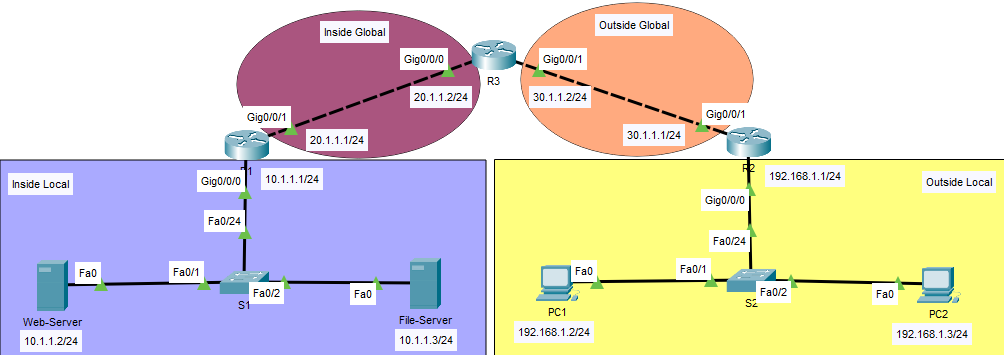 Inside Global
Outside Global
Gig0/0/0
R3
Gig0/0/1
20.1.1.2/24
30.1.1.2/24
Gig0/0/1
20.1.1.1/24
Gig0/0/1
30.1.1.1/24
R1
R2
Inside Local
Gig0/0/0
10.1.1.1/24
192.168.1.1/24
Outside Local
Gig0/0/0
Fa0/24
Fa0/24
Fa0
Fa0/1
Fa0/2
Fa0
S1
Web-Server
File-Server
10.1.1.2/24
10.1.1.3/24
Fa0
Fa0/1
Fa0/2
Fa0
S2
PC1
PC2
192.168.1.2/24
192.168.1.3/24